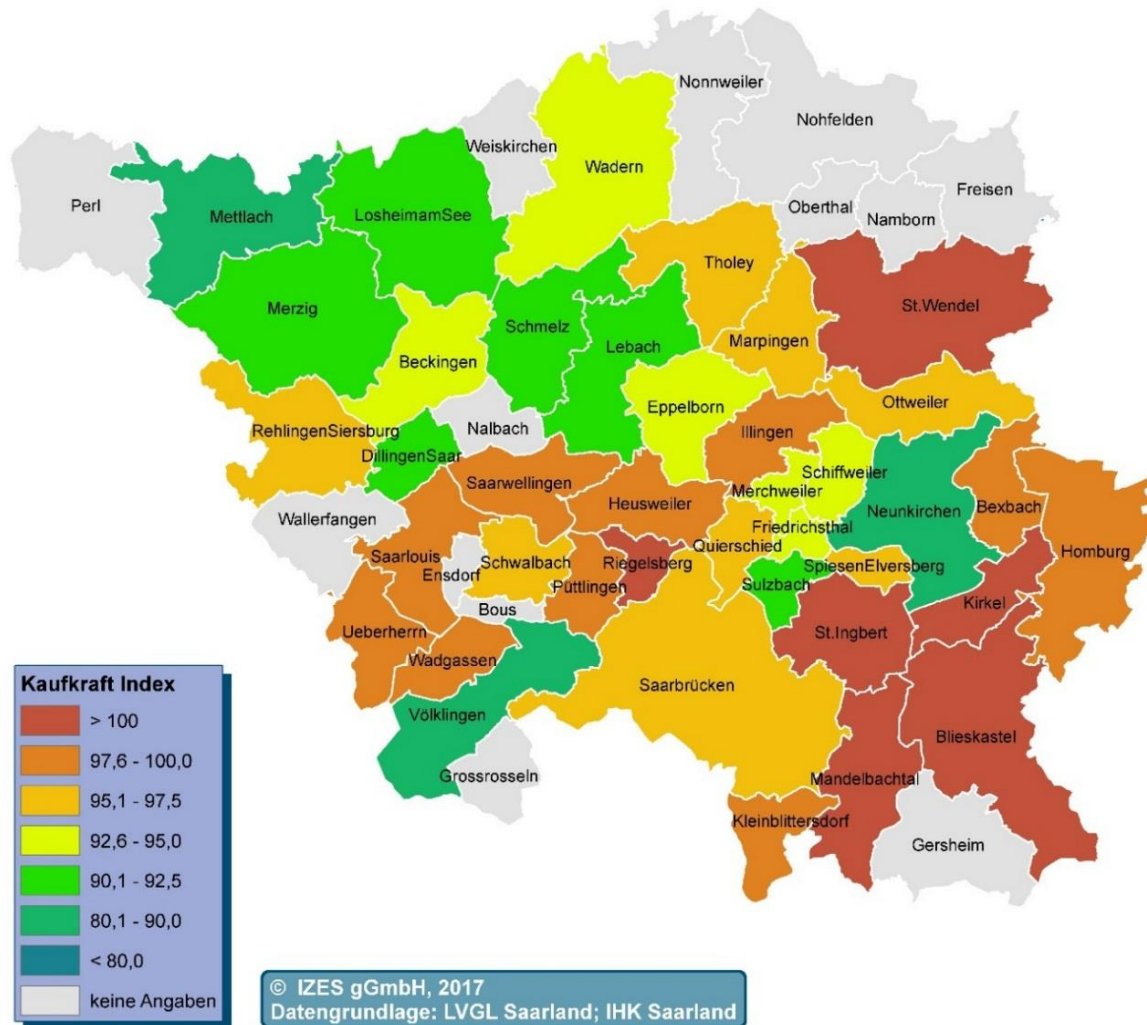 Nonnweiler
Nohfelden
Weiskirchen
Wadern
Freisen
Perl
Mettlach
LosheimamSee
Oberthal
Namborn
Tholey
Merzig
St.Wendel
Schmelz
Lebach
Marpingen
Beckingen
Eppelborn
Ottweiler
Nalbach
Illingen
RehlingenSiersburg
DillingenSaar
Schiffweiler
Saarwellingen
Merchweiler
Heusweiler
Neunkirchen
Bexbach
Wallerfangen
Friedrichsthal
Quierschied
Homburg
Saarlouis
Schwalbach
Riegelsberg
SpiesenElversberg
Ensdorf
Püttlingen
Sulzbach
Kirkel
Bous
Ueberherrn
St.Ingbert
Wadgassen
Saarbrücken
Völklingen
Blieskastel
Grossrosseln
Mandelbachtal
Kleinblittersdorf
Gersheim
Kaufkraft Index
> 100
97,6 - 100,0
95,1 - 97,5
92,6 - 95,0
90,1 - 92,5
80,1 - 90,0
< 80,0
keine Angaben
© IZES gGmbH, 2017
Datengrundlage: LVGL Saarland; IHK Saarland